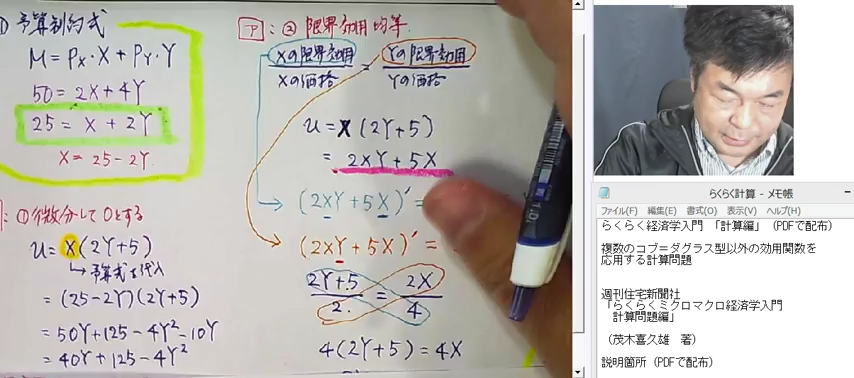 ① 予算制約式
M = Px・X + PY・Y
50 = 2X + 4Y
25 = X + 2Y
X = 25 - 2Y
: ① 微分して0とする
U = X(2Y+5)
↳ 予算式を代入
= (25-2Y)(2Y+5)
= 50Y+125-4Y²-10Y
= 40Y+125-4Y²
: ② 限界効用均等
Xの限界効用 = Yの限界効用
Xの価格 Yの価格
U = X(2Y+5)
= 2XY+5X
(2XY+5X)' =
(2XY+5X)' =
2Y+5 = 2X
2 4
4(2Y+5) = 4X
らくらく計算 - メモ帳
ファイル(F) 編集(E) 書式(O) 表示(V) ヘルプ(H)
らくらく経済学入門 「計算編」（PDFで配布）
複数のコブ＝ダグラス型以外の効用関数を
応用する計算問題
週刊住宅新聞社
「らくらくミクロマクロ経済学入門
計算問題編」
（茂木喜久雄 著）
説明箇所（PDFで配布）